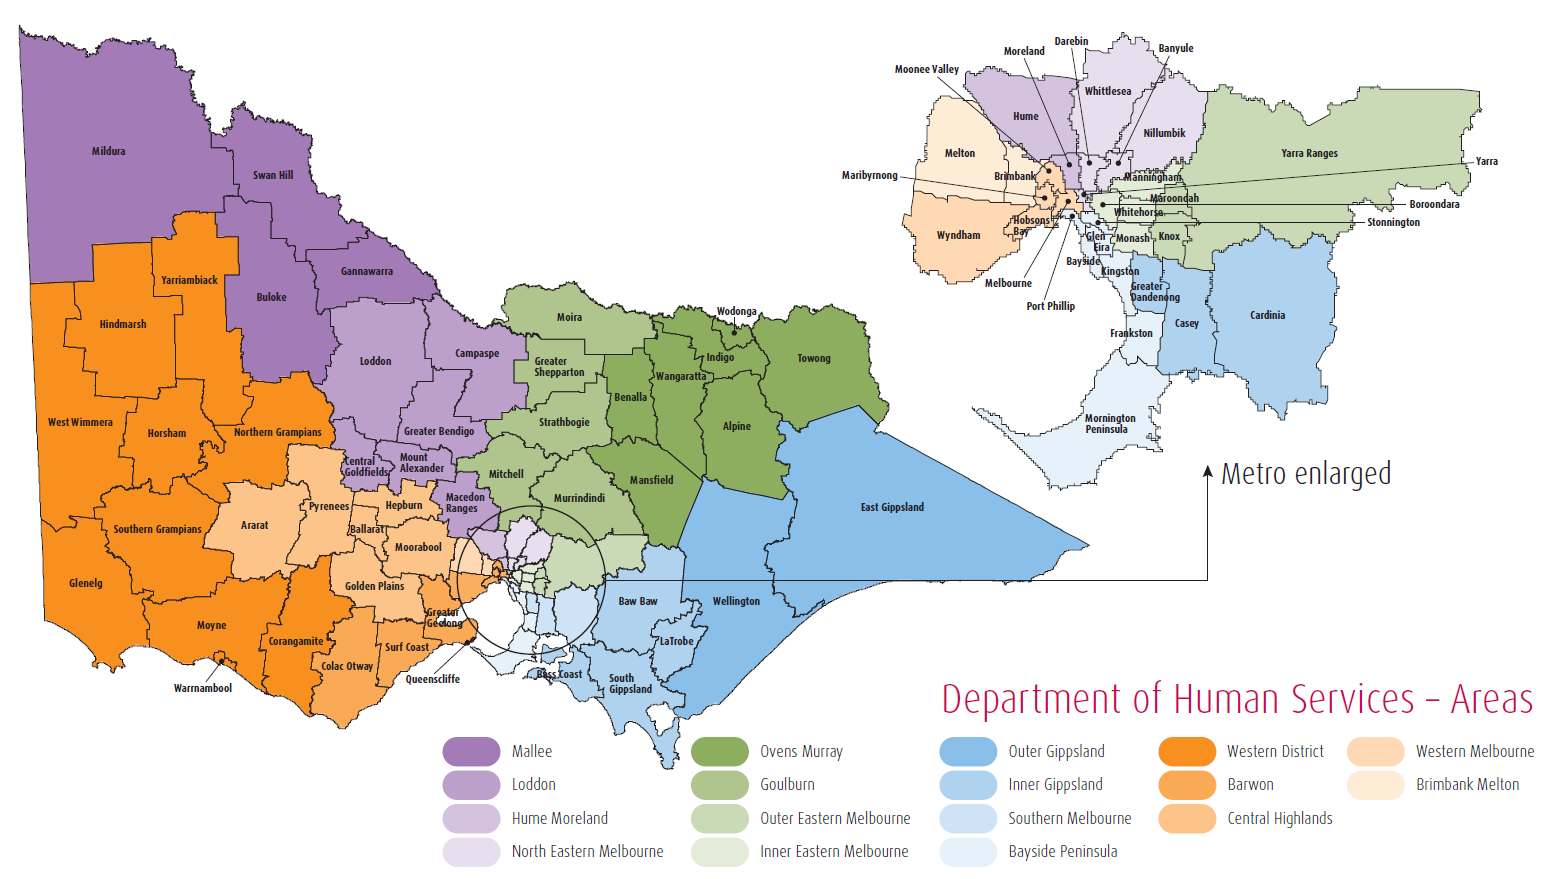 Mildura
Swan Hill
Gannawarra
Buloke
Yarriambiack
Hindmarsh
West Wimmera
Horsham
Northern Grampians
Loddon
Campaspe
Greater Bendigo
Central
Goldfields
Mount
Alexander
Macedon
Ranges
Moira
Greater
Shepparton
Strathbogie
Mitchell
Murrindindi
Wodonga
Indigo
Wangaratta
Towong
Benalla
Alpine
Mansfield
East Gippsland
Wellington
Baw Baw
LaTrobe
South
Gippsland
Bass Coast
Southern Grampians
Glenelg
Moyne
Warrnambool
Corangamite
Colac Otway
Surf Coast
Queenscliffe
Greater
Geelong
Golden Plains
Ararat
Pyrenees
Ballarat
Hepburn
Moorabool
Darebin
Moreland
Banyule
Moonee Valley
Whittlesea
Hume
Nillumbik
Melton
Yarra Ranges
Yarra
Brimbank
Manningham
Maribyrnong
Maroondah
Boroondara
Whitehorse
Stonnington
Hobsons
Bay
Wyndham
Glen
Eira
Monash
Knox
Bayside
Kingston
Melbourne
Greater
Dandenong
Port Phillip
Cardinia
Casey
Frankston
Mornington
Peninsula
Metro enlarged
Department of Human Services – Areas
Mallee
Loddon
Hume Moreland
North Eastern Melbourne
Ovens Murray
Goulburn
Outer Eastern Melbourne
Inner Eastern Melbourne
Outer Gippsland
Inner Gippsland
Southern Melbourne
Bayside Peninsula
Western District
Barwon
Central Highlands
Western Melbourne
Brimbank Melton